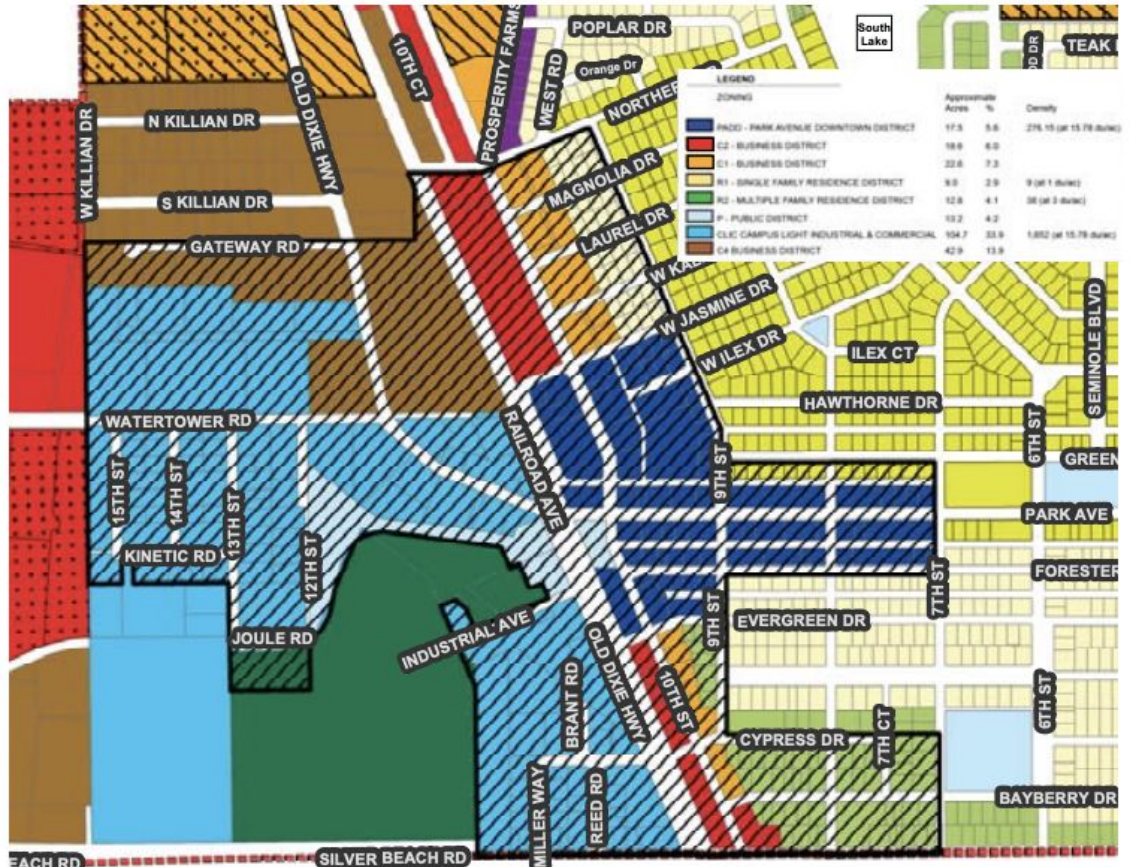 POPLAR DR
South
Lake
TEAK
10TH CT
PROSPERITY FARMS
WEST RD
Orange Dr
OLD DIXIE HWY
W KILLIAN DR
N KILLIAN DR
S KILLIAN DR
GATEWAY RD
MAGNOLIA DR
LAUREL DR
W JASMINE DR
W ILEX DR
LEGEND
ZONING
Approximate
Acres % Density
PADD - PARK AVENUE DOWNTOWN DISTRICT 17.5 5.6 276.15 (at 15.78 du/ac)
C2 - BUSINESS DISTRICT 18.6 6.0
C1 - BUSINESS DISTRICT 22.6 7.3
R1 - SINGLE FAMILY RESIDENCE DISTRICT 9.0 2.9 9 (at 1 du/ac)
R2 - MULTIPLE FAMILY RESIDENCE DISTRICT 12.8 4.1 38 (at 3 du/ac)
P - PUBLIC DISTRICT 13.2 4.2
CLIC CAMPUS LIGHT INDUSTRIAL & COMMERCIAL 104.7 33.9 1,652 (at 15.78 du/ac)
C4 BUSINESS DISTRICT 42.9 13.9
ILEX CT
SEMINOLE BLVD
HAWTHORNE DR
6TH ST
GREEN
WATERTOWER RD
RAILROAD AVE
9TH ST
PARK AVE
15TH ST
14TH ST
13TH ST
12TH ST
KINETIC RD
7TH ST
FORESTER
JOULE RD
INDUSTRIAL AVE
OLD DIXIE HWY
9TH ST
EVERGREEN DR
10TH ST
BRANT RD
CYPRESS DR
7TH CT
6TH ST
MILLER WAY
REED RD
BAYBERRY DR
EACH RD
SILVER BEACH RD